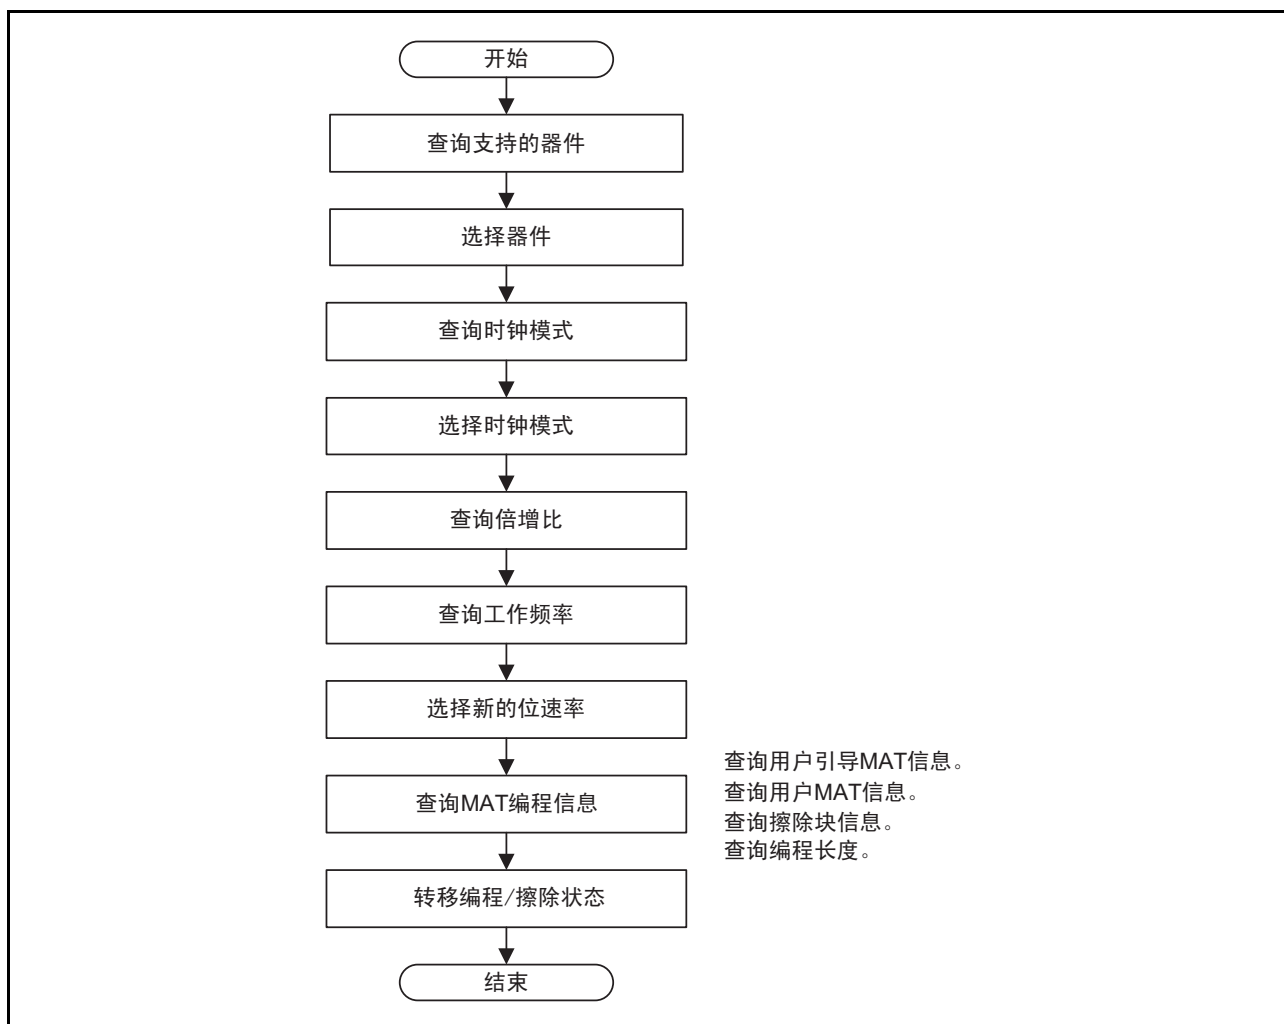 开始
查询支持的器件
选择器件
查询时钟模式
选择时钟模式
查询倍增比
查询工作频率
选择新的位速率
查询MAT编程信息
查询用户引导MAT信息。
查询用户MAT信息。
查询擦除块信息。
查询编程长度。
转移编程/擦除状态
结束